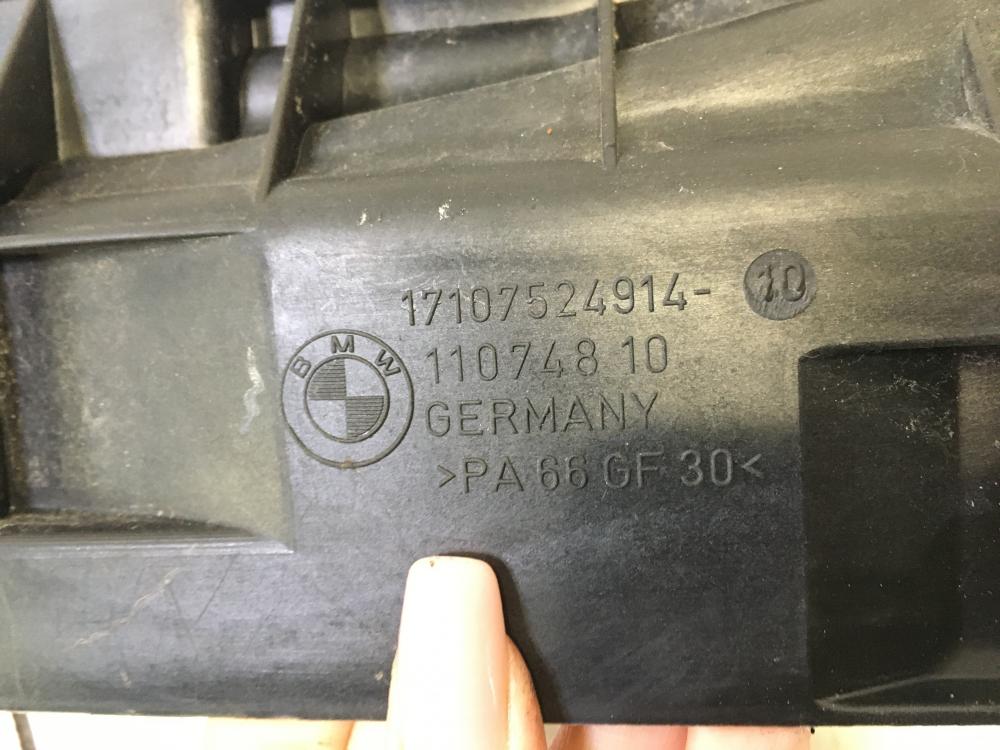 17107524914- 10
BMW
110748 10
GERMANY
>PA 66 GF 30<